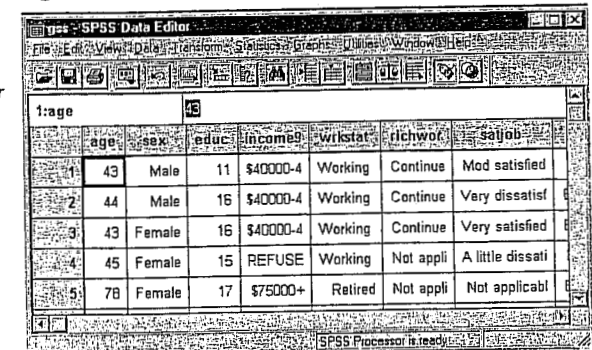 gss - SPSS Data Editor
File Edit View Data Transform Statistics Graphs Utilities Window Help
1:age 43
age sex educ income9 wrkstat richwor satjob
1 43 Male 11 $40000-4 Working Continue Mod satisfied
2 44 Male 16 $40000-4 Working Continue Very dissatisf
3 43 Female 16 $40000-4 Working Continue Very satisfied
4 45 Female 15 REFUSE Working Not appli A little dissati
5 78 Female 17 $75000+ Retired Not appli Not applicabl
SPSS Processor is ready